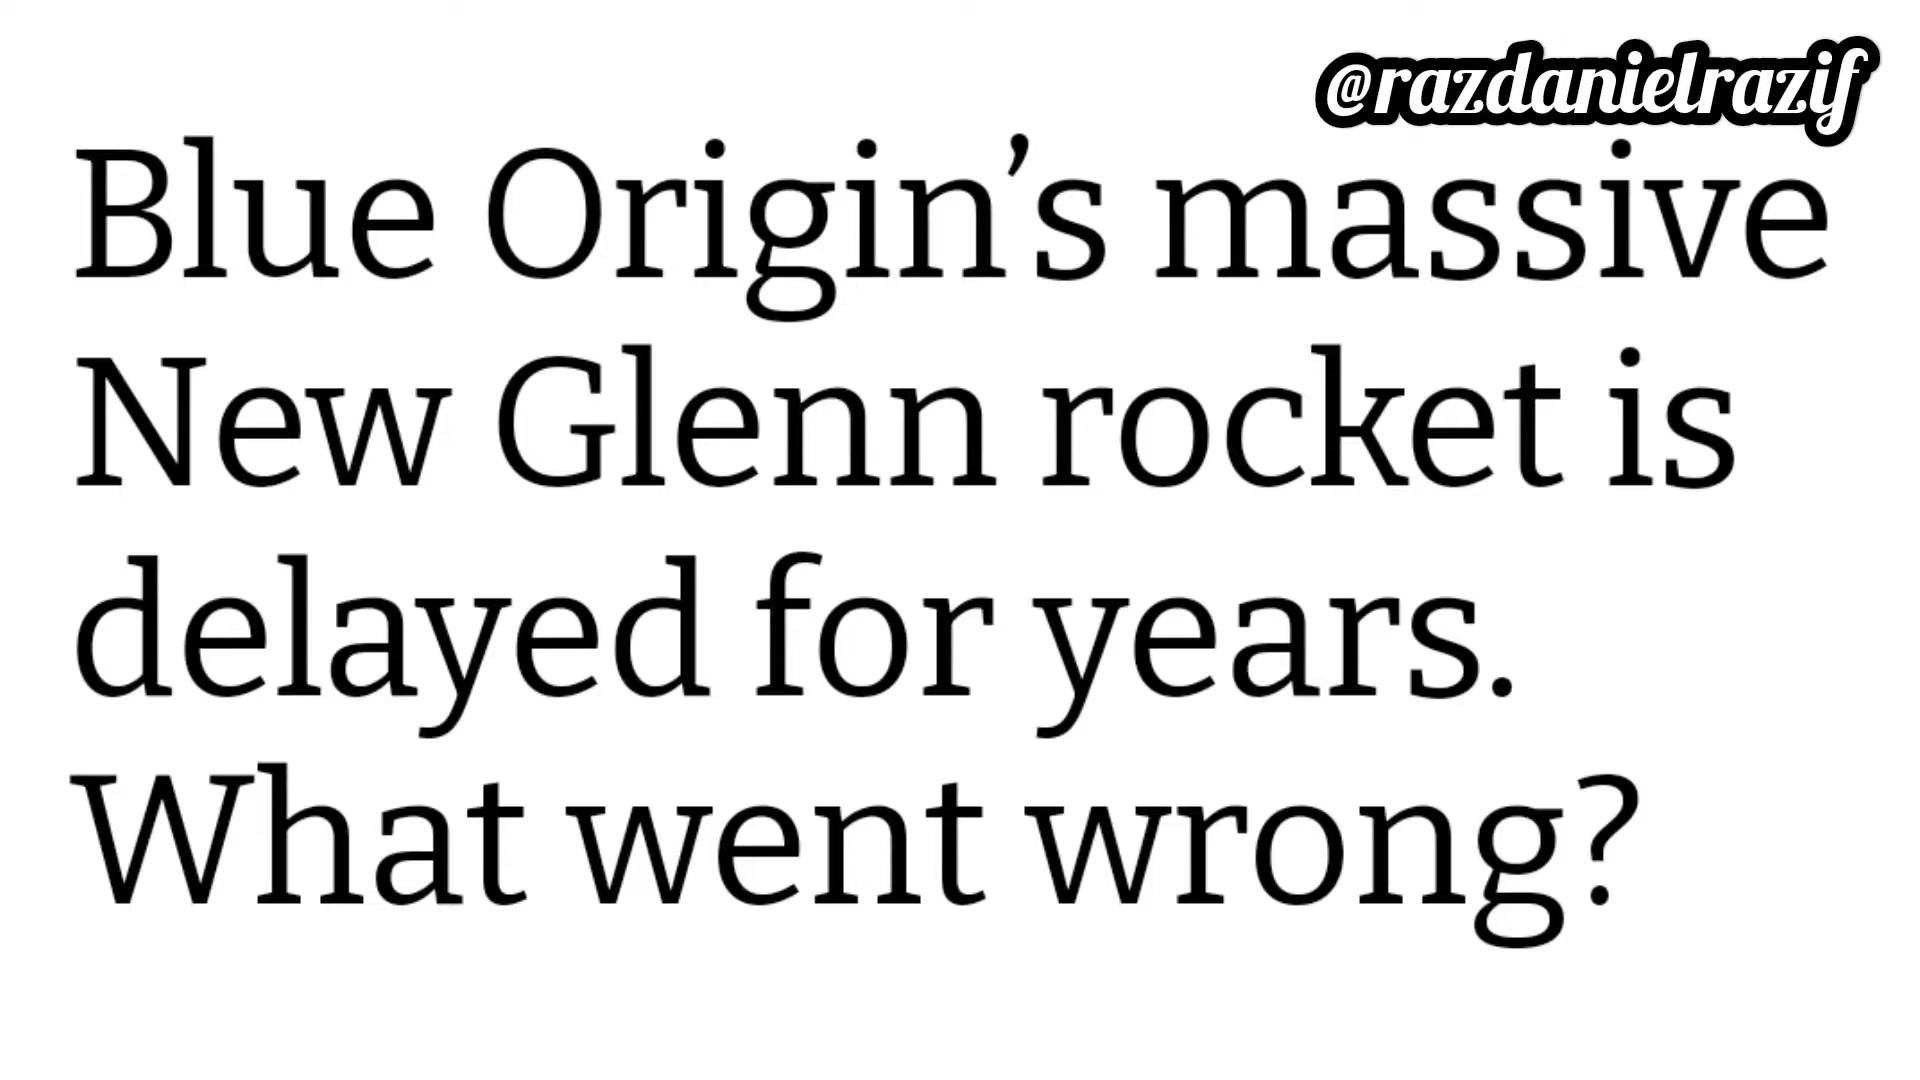 @razdanielrazif
Blue Origin’s massive
New Glenn rocket is
delayed for years.
What went wrong?